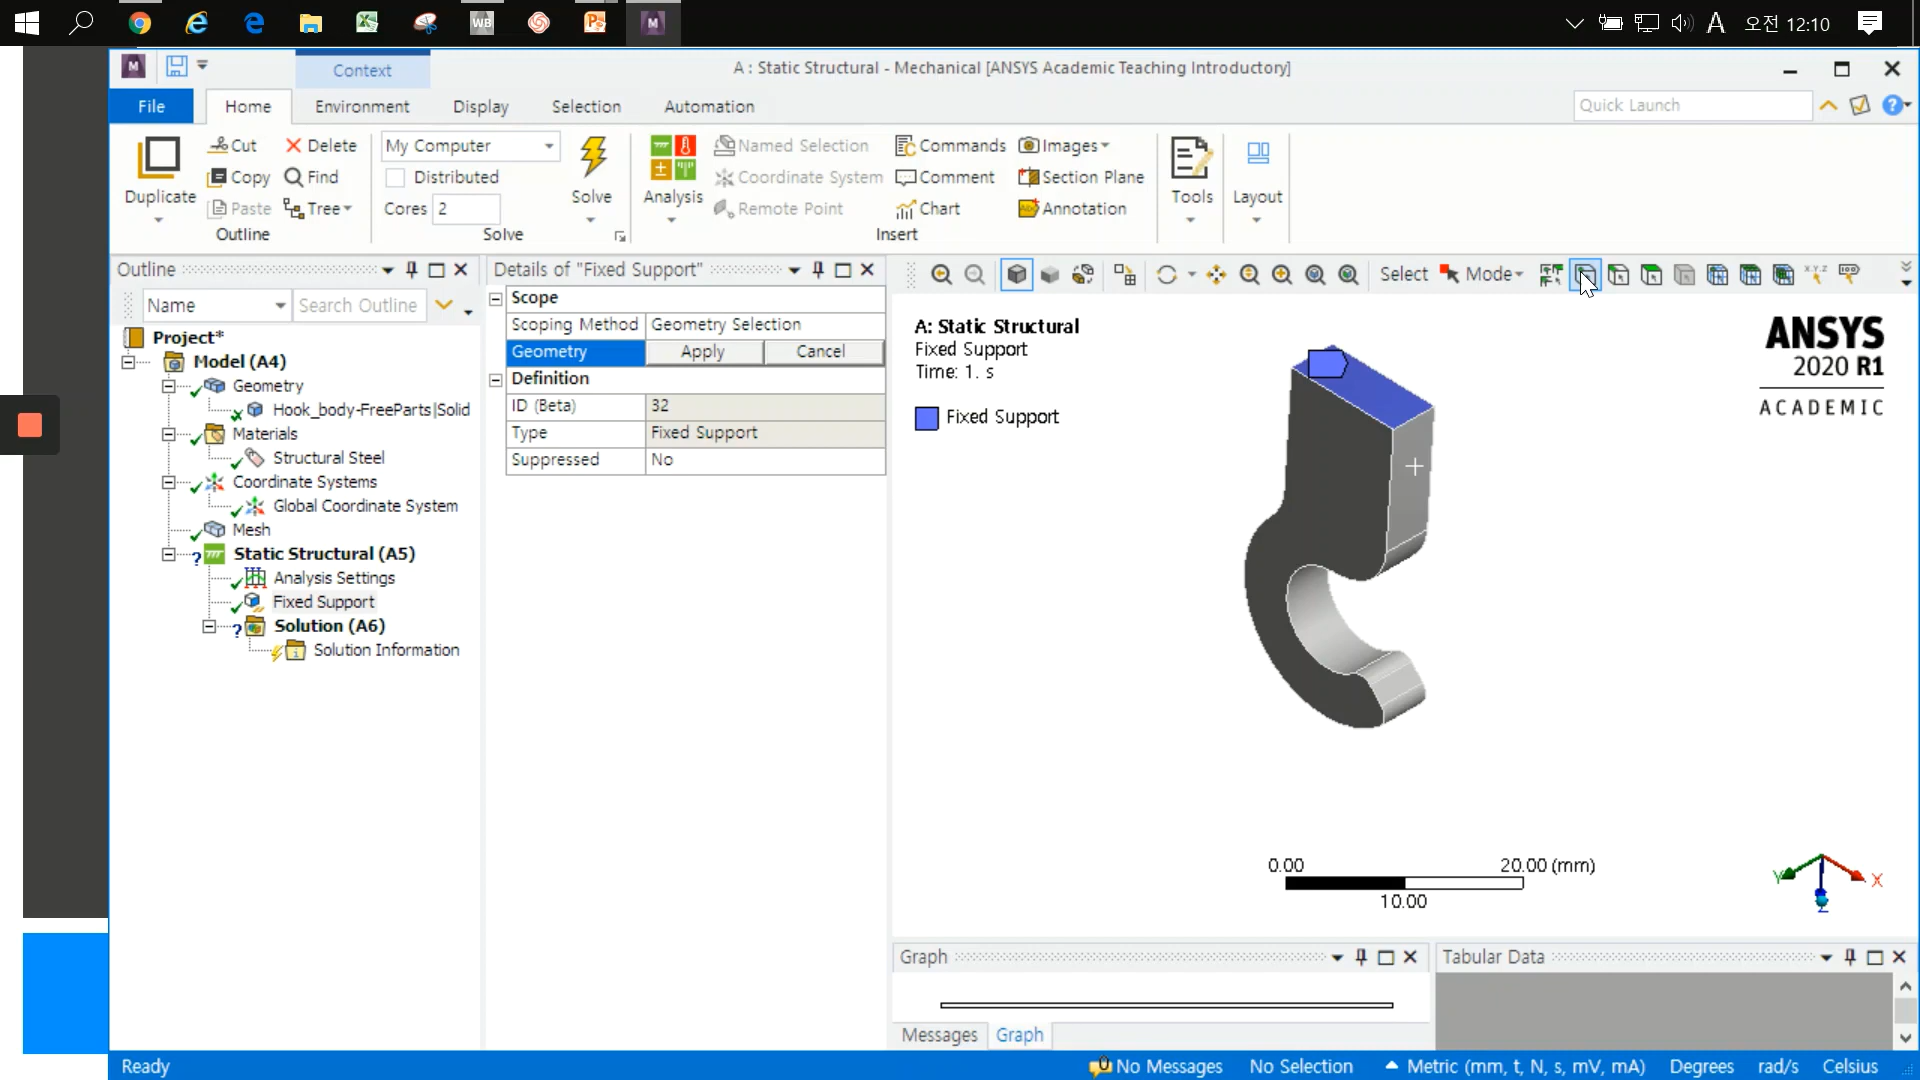 WB
M
오전 12:10
M
Context
A : Static Structural - Mechanical [ANSYS Academic Teaching Introductory]
File
Home
Environment
Display
Selection
Automation
Quick Launch
Duplicate
Cut
Copy
Paste
Delete
Find
Tree
Outline
My Computer
Distributed
Cores 2
Solve
Solve
Analysis
Named Selection
Coordinate System
Remote Point
Commands
Comment
Chart
Images
Section Plane
Annotation
Insert
Tools
Layout
Outline
Name
Search Outline
Project*
Model (A4)
Geometry
Hook_body-FreeParts|Solid
Materials
Structural Steel
Coordinate Systems
Global Coordinate System
Mesh
Static Structural (A5)
Analysis Settings
Fixed Support
Solution (A6)
Solution Information
Details of "Fixed Support"
Scope
Scoping Method Geometry Selection
Geometry Apply Cancel
Definition
ID (Beta) 32
Type Fixed Support
Suppressed No
Select Mode
A: Static Structural
Fixed Support
Time: 1. s
Fixed Support
ANSYS
2020 R1
ACADEMIC
0.00 20.00 (mm)
10.00
Y X
Z
Graph
Messages Graph
Tabular Data
Ready
No Messages
No Selection
Metric (mm, t, N, s, mV, mA)
Degrees
rad/s
Celsius